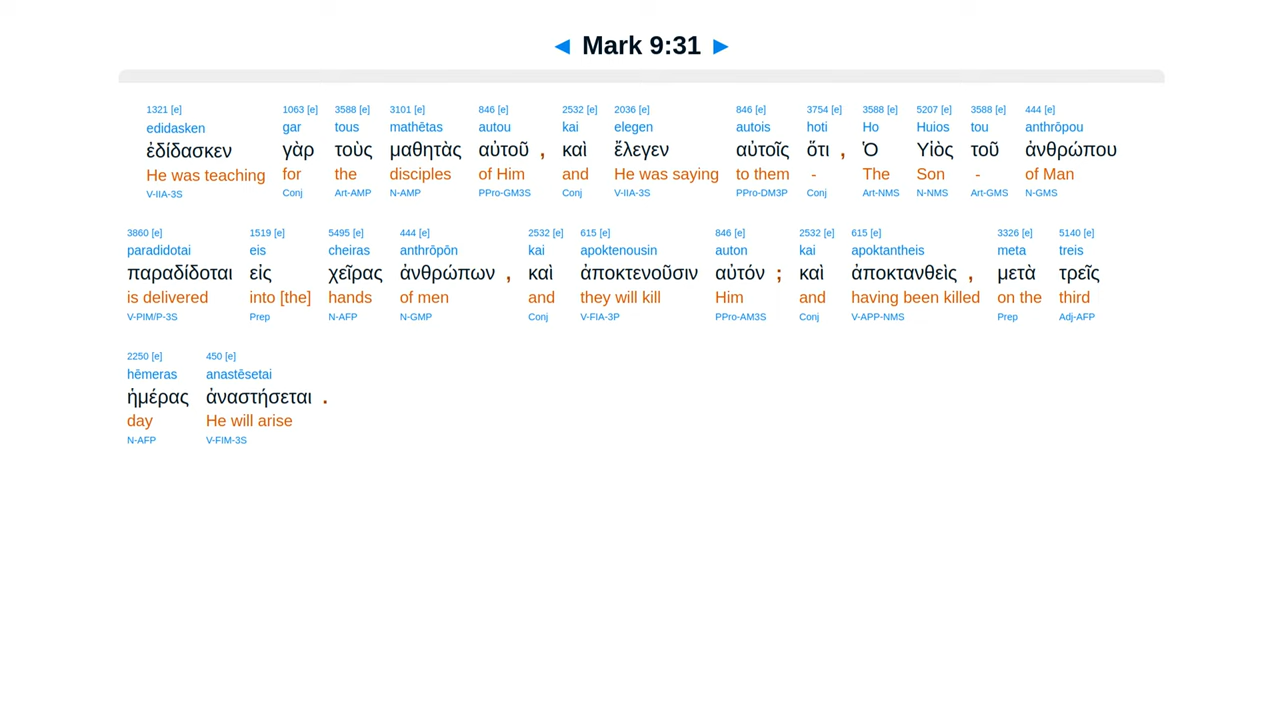 ◄ Mark 9:31 ►
1321 [e] 1063 [e] 3588 [e] 3101 [e] 846 [e] 2532 [e] 2036 [e] 846 [e] 3754 [e] 3588 [e] 5207 [e] 3588 [e] 444 [e]
edidasken gar tous mathētas autou kai elegen autois hoti Ho Huios tou anthrōpou
ἐδίδασκεν γὰρ τοὺς μαθητὰς αὐτοῦ , καὶ ἔλεγεν αὐτοῖς ὅτι , Ὁ Υἱὸς τοῦ ἀνθρώπου
He was teaching for the disciples of Him and He was saying to them - The Son - of Man
V-IIA-3S Conj Art-AMP N-AMP PPro-GM3S Conj V-IIA-3S PPro-DM3P Conj Art-NMS N-NMS Art-GMS N-GMS
3860 [e] 1519 [e] 5495 [e] 444 [e] 2532 [e] 615 [e] 846 [e] 2532 [e] 615 [e] 3326 [e] 5140 [e]
paradidotai eis cheiras anthrōpōn kai apoktenousin auton kai apoktantheis meta treis
παραδίδοται εἰς χεῖρας ἀνθρώπων , καὶ ἀποκτενοῦσιν αὐτόν ; καὶ ἀποκτανθεὶς , μετὰ τρεῖς
is delivered into [the] hands of men and they will kill Him and having been killed on the third
V-PIM/P-3S Prep N-AFP N-GMP Conj V-FIA-3P PPro-AM3S Conj V-APP-NMS Prep Adj-AFP
2250 [e] 450 [e]
hēmeras anastēsetai
ἡμέρας ἀναστήσεται .
day He will arise
N-AFP V-FIM-3S